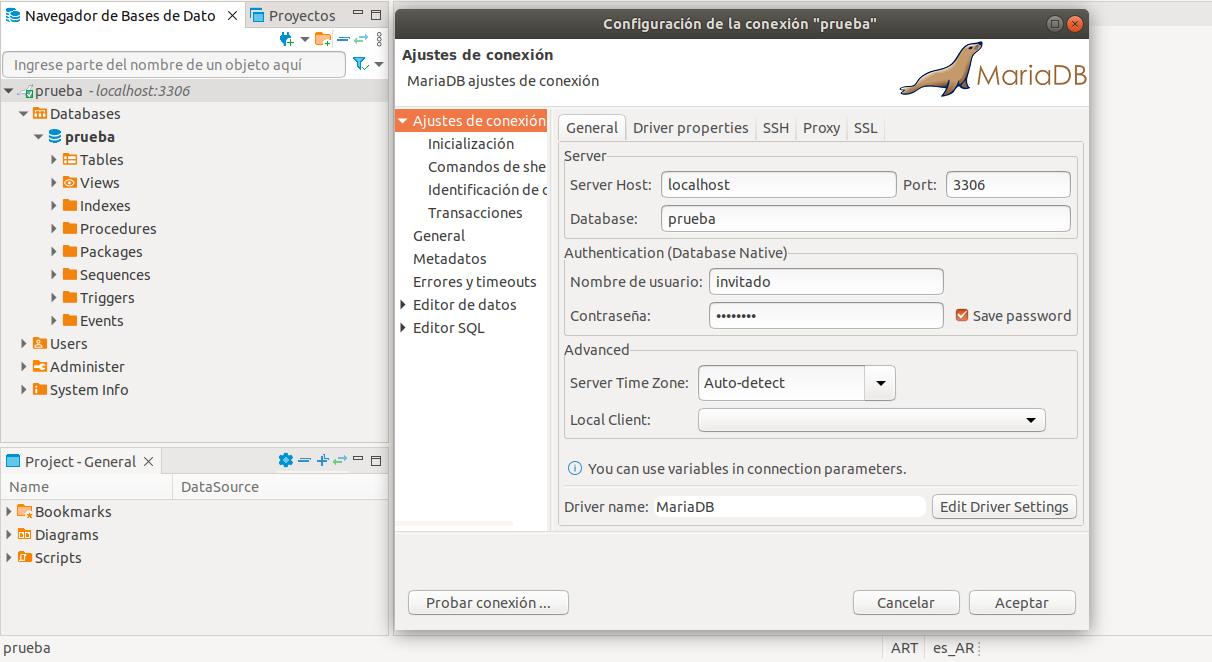 Navegador de Bases de Dato
Proyectos
Ingrese parte del nombre de un objeto aquí
prueba - localhost:3306
Databases
prueba
Tables
Views
Indexes
Procedures
Packages
Sequences
Triggers
Events
Users
Administer
System Info
Project - General
Name DataSource
Bookmarks
Diagrams
Scripts
Configuración de la conexión "prueba"
Ajustes de conexión
MariaDB ajustes de conexión
MariaDB
Ajustes de conexión
Inicialización
Comandos de she
Identificación de c
Transacciones
General
Metadatos
Errores y timeouts
Editor de datos
Editor SQL
General Driver properties SSH Proxy SSL
Server
Server Host: localhost Port: 3306
Database: prueba
Authentication (Database Native)
Nombre de usuario: invitado
Contraseña: •••••••• Save password
Advanced
Server Time Zone: Auto-detect
Local Client:
You can use variables in connection parameters.
Driver name: MariaDB Edit Driver Settings
Probar conexión ... Cancelar Aceptar
prueba ART es_AR